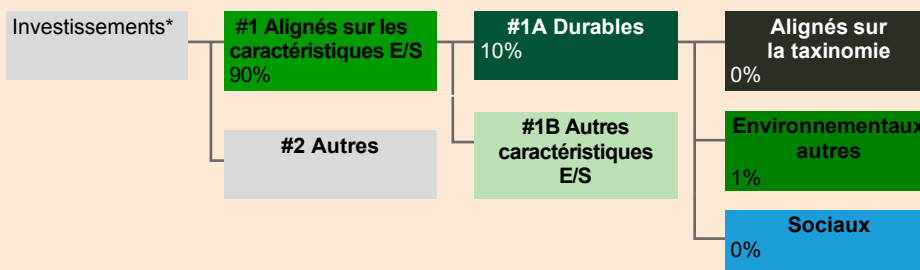 Investissements*
#1 Alignés sur les
caractéristiques E/S
90%
#2 Autres
#1A Durables
10%
#1B Autres
caractéristiques
E/S
Alignés sur
la taxinomie
0%
Environnementaux
autres
1%
Sociaux
0%